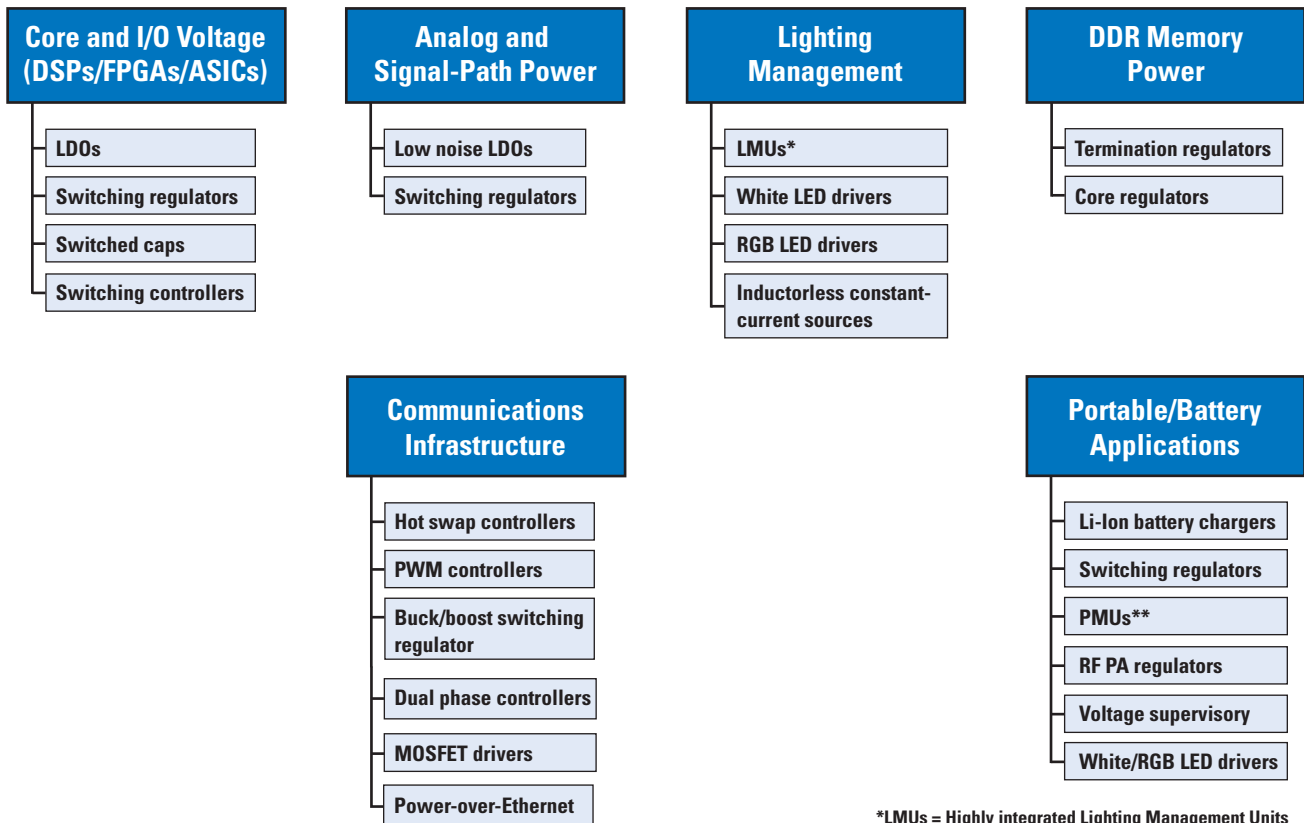 Core and I/O Voltage
(DSPs/FPGAs/ASICs)
LDOs
Switching regulators
Switched caps
Switching controllers
Analog and
Signal-Path Power
Low noise LDOs
Switching regulators
Lighting
Management
LMUs*
White LED drivers
RGB LED drivers
Inductorless constant-
current sources
DDR Memory
Power
Termination regulators
Core regulators
Communications
Infrastructure
Hot swap controllers
PWM controllers
Buck/boost switching
regulator
Dual phase controllers
MOSFET drivers
Power-over-Ethernet
Portable/Battery
Applications
Li-Ion battery chargers
Switching regulators
PMUs**
RF PA regulators
Voltage supervisory
White/RGB LED drivers
*LMUs = Highly integrated Lighting Management Units